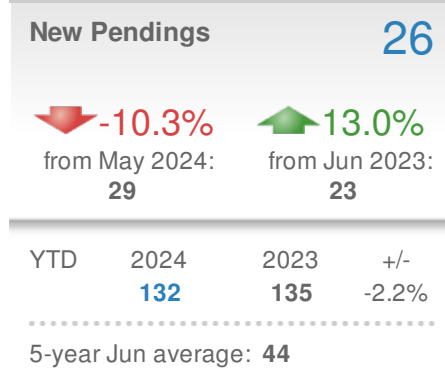 New Pendings 26
-10.3% 13.0%
from May 2024: from Jun 2023:
29 23
YTD 2024 2023 +/-
132 135 -2.2%
5-year Jun average: 44